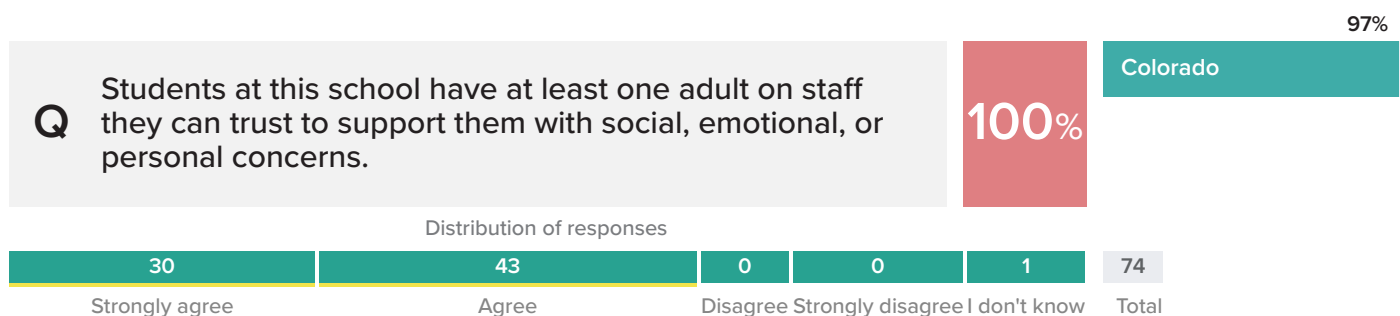 97%
Q
Students at this school have at least one adult on staff
they can trust to support them with social, emotional, or
personal concerns.
100%
Colorado
Distribution of responses
30 43 0 0 1 74
Strongly agree Agree Disagree Strongly disagree I don't know Total